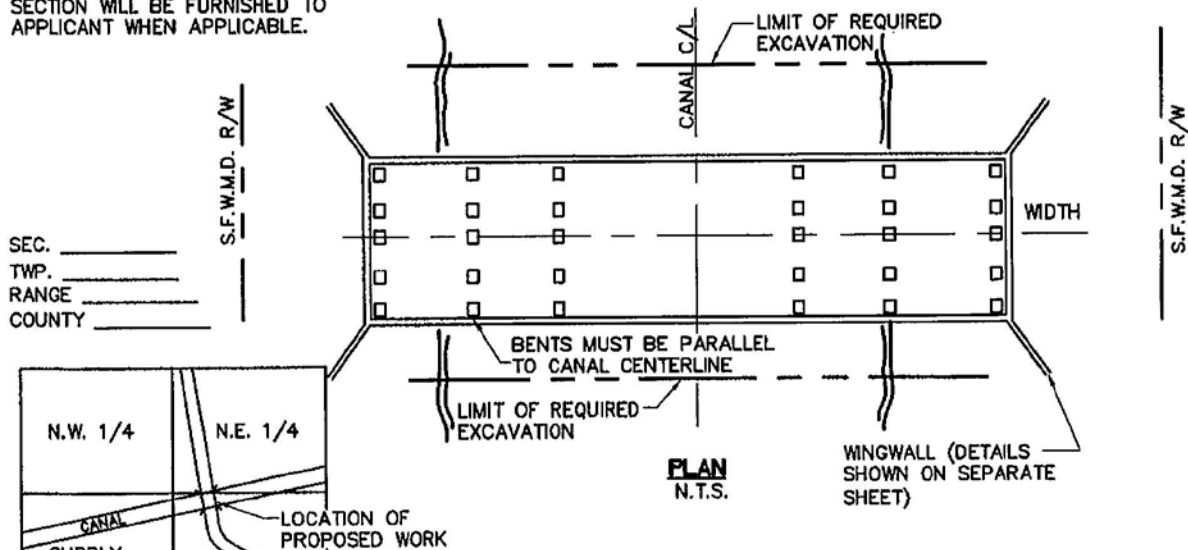 SECTION WILL BE FURNISHED TO
APPLICANT WHEN APPLICABLE.
LIMIT OF REQUIRED
EXCAVATION
CANAL C/L
S.F.W.M.D. R/W
S.F.W.M.D. R/W
WIDTH
SEC.
TWP.
RANGE
COUNTY
BENTS MUST BE PARALLEL
TO CANAL CENTERLINE
LIMIT OF REQUIRED
EXCAVATION
PLAN
N.T.S.
WINGWALL (DETAILS
SHOWN ON SEPARATE
SHEET)
N.W. 1/4
N.E. 1/4
CANAL
LOCATION OF
PROPOSED WORK
SUPPLY